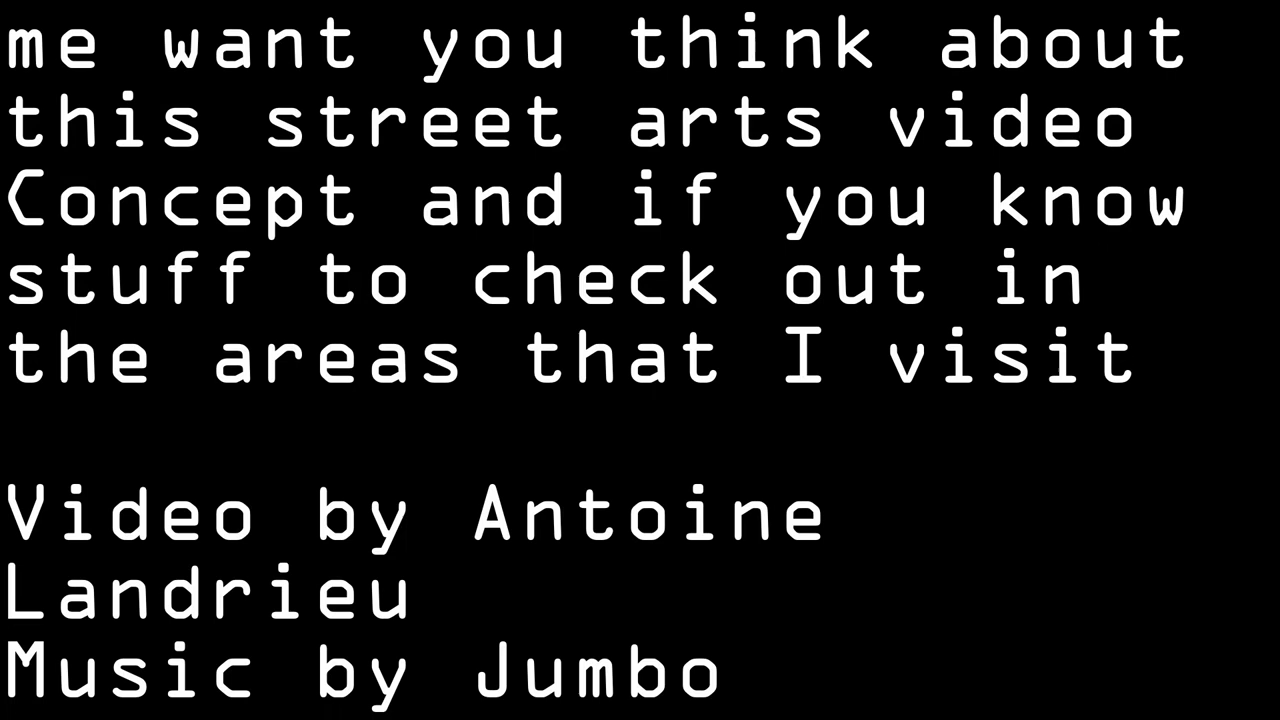 me want you think about
this street arts video
Concept and if you know
stuff to check out in
the areas that I visit
Video by Antoine
Landrieu
Music by Jumbo